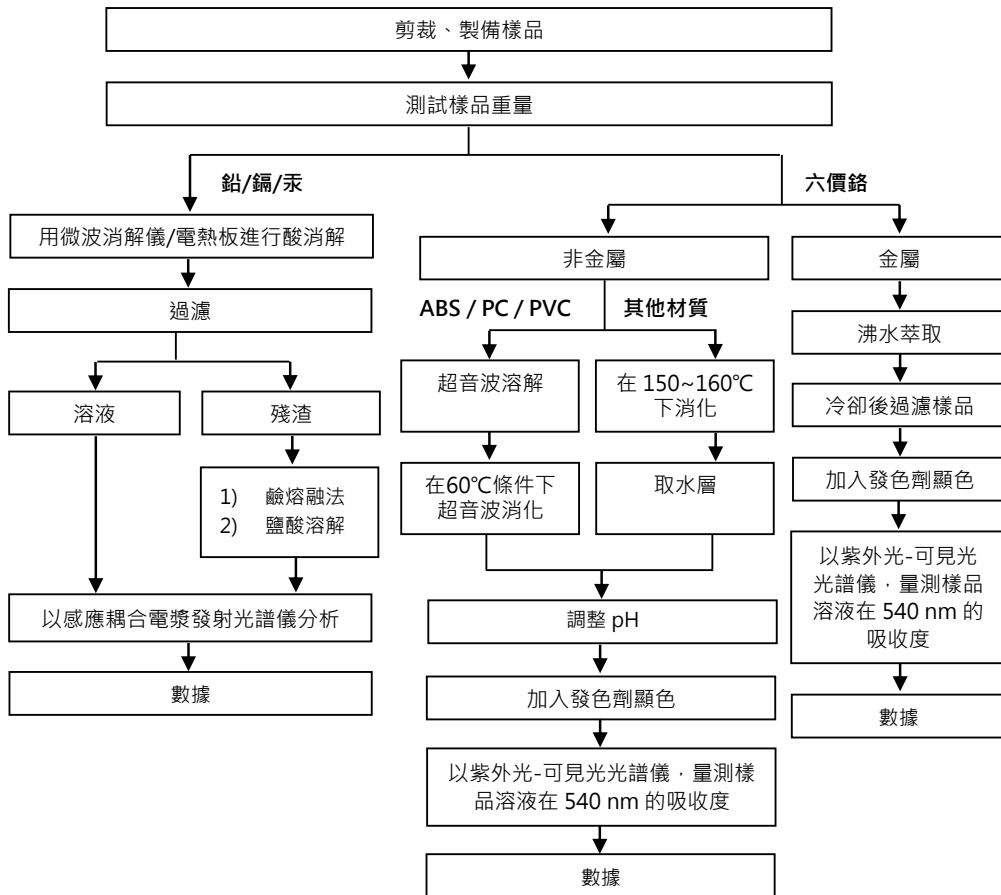 剪裁、製備樣品
測試樣品重量
鉛/鎘/汞
六價鉻
用微波消解儀/電熱板進行酸消解
非金屬
金屬
過濾
ABS / PC / PVC
其他材質
沸水萃取
溶液
殘渣
超音波溶解
在 150~160℃
下消化
冷卻後過濾樣品
1) 鹼熔融法
2) 鹽酸溶解
在60℃條件下
超音波消化
取水層
加入發色劑顯色
以紫外光-可見光
光譜儀，量測樣品
溶液在 540 nm 的
吸收度
以感應耦合電漿發射光譜儀分析
調整 pH
數據
加入發色劑顯色
數據
以紫外光-可見光光譜儀，量測樣
品溶液在 540 nm 的吸收度
數據